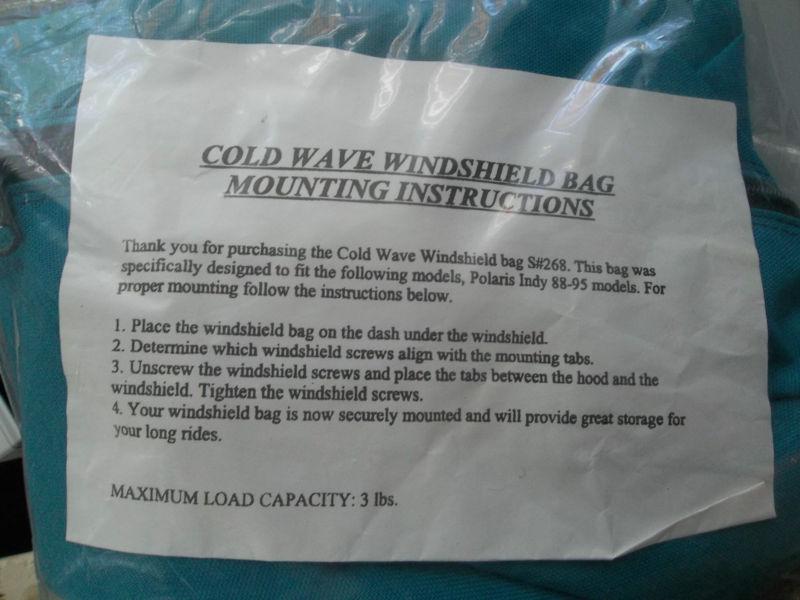 COLD WAVE WINDSHIELD BAG
MOUNTING INSTRUCTIONS
Thank you for purchasing the Cold Wave Windshield bag S#268. This bag was
specifically designed to fit the following models, Polaris Indy 88-95 models. For
proper mounting follow the instructions below.
1. Place the windshield bag on the dash under the windshield.
2. Determine which windshield screws align with the mounting tabs.
3. Unscrew the windshield screws and place the tabs between the hood and the
windshield. Tighten the windshield screws.
4. Your windshield bag is now securely mounted and will provide great storage for
your long rides.
MAXIMUM LOAD CAPACITY: 3 lbs.